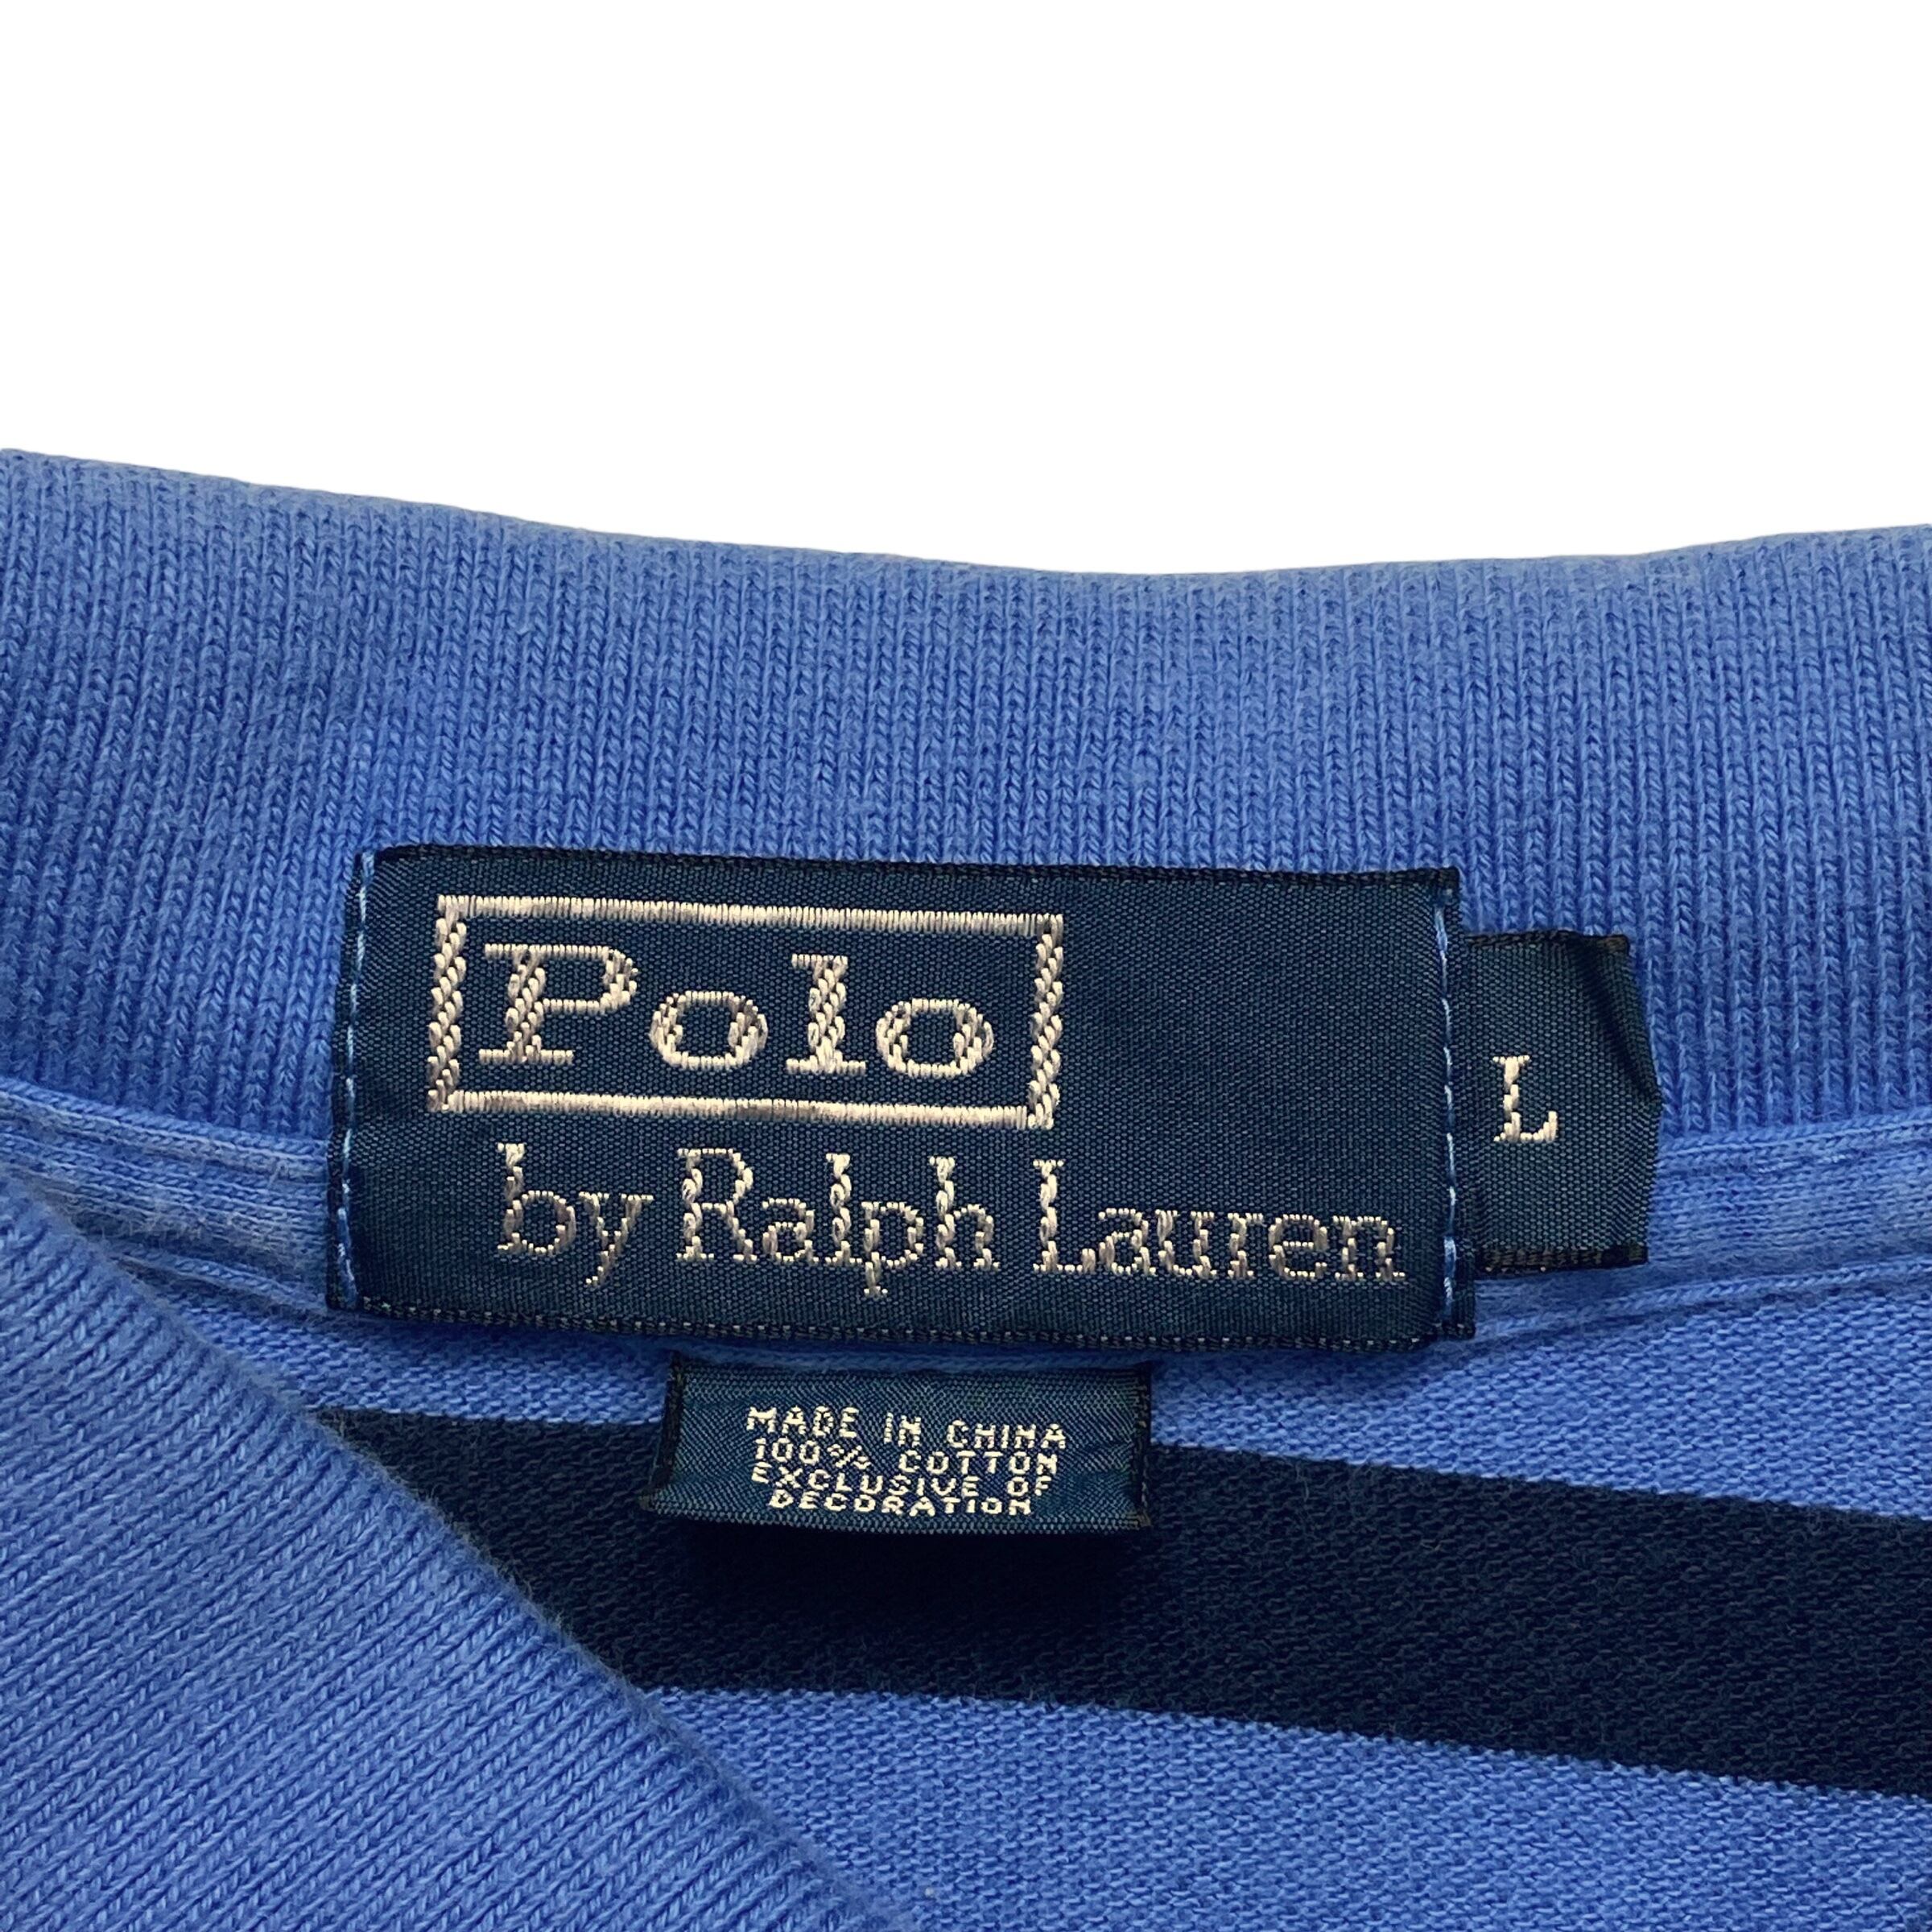 Polo
by Ralph Lauren
L
MADE IN CHINA
100% COTTON
EXCLUSIVE OF
DECORATION